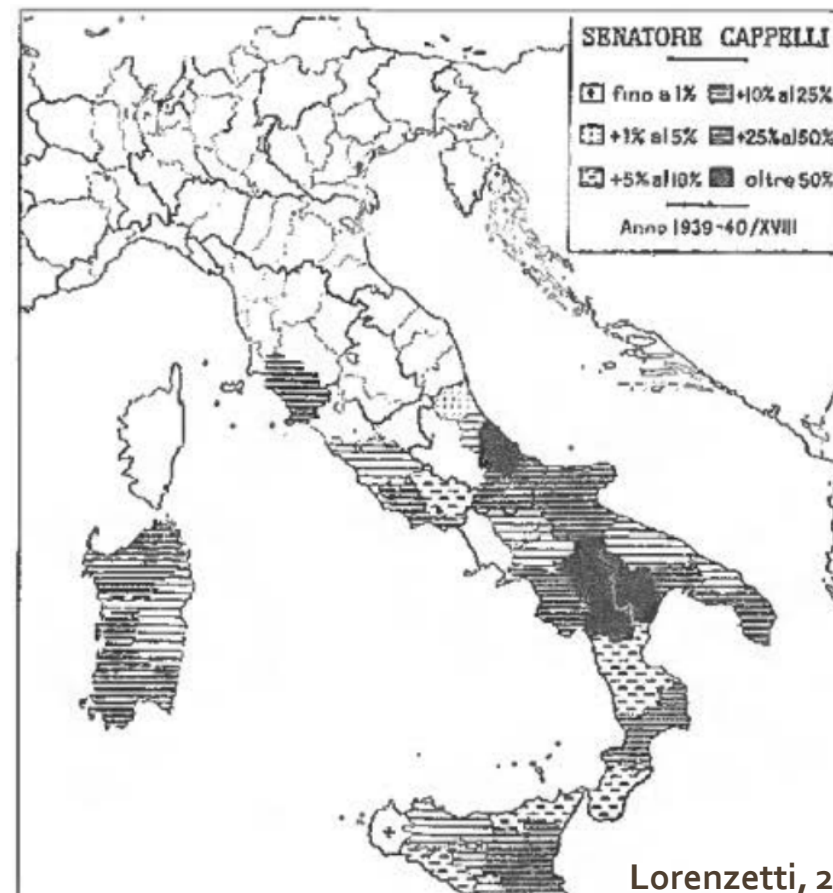 SENATORE CAPPELLI
fino a 1% +10% al 25%
+1% al 5% +25% al 50%
+5% al 10% oltre 50%
Anno 1939-40/XVIII
Lorenzetti, 2